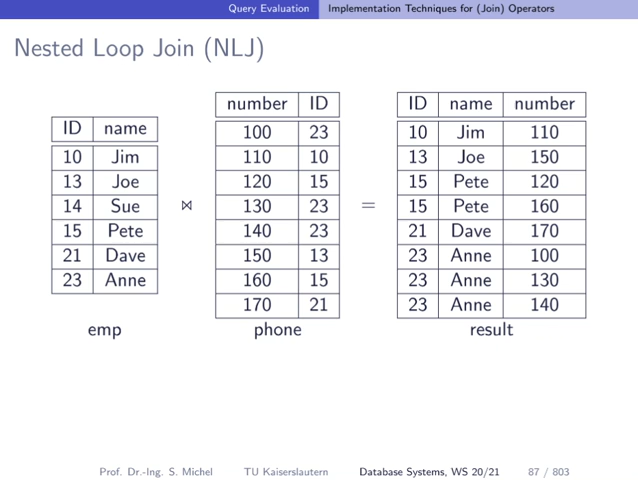 Query Evaluation Implementation Techniques for (Join) Operators
Nested Loop Join (NLJ)
ID name
10 Jim
13 Joe
14 Sue
15 Pete
21 Dave
23 Anne
emp
⋈
number ID
100 23
110 10
120 15
130 23
140 23
150 13
160 15
170 21
phone
=
ID name number
10 Jim 110
13 Joe 150
15 Pete 120
15 Pete 160
21 Dave 170
23 Anne 100
23 Anne 130
23 Anne 140
result
Prof. Dr.-Ing. S. Michel TU Kaiserslautern Database Systems, WS 20/21 87 / 803